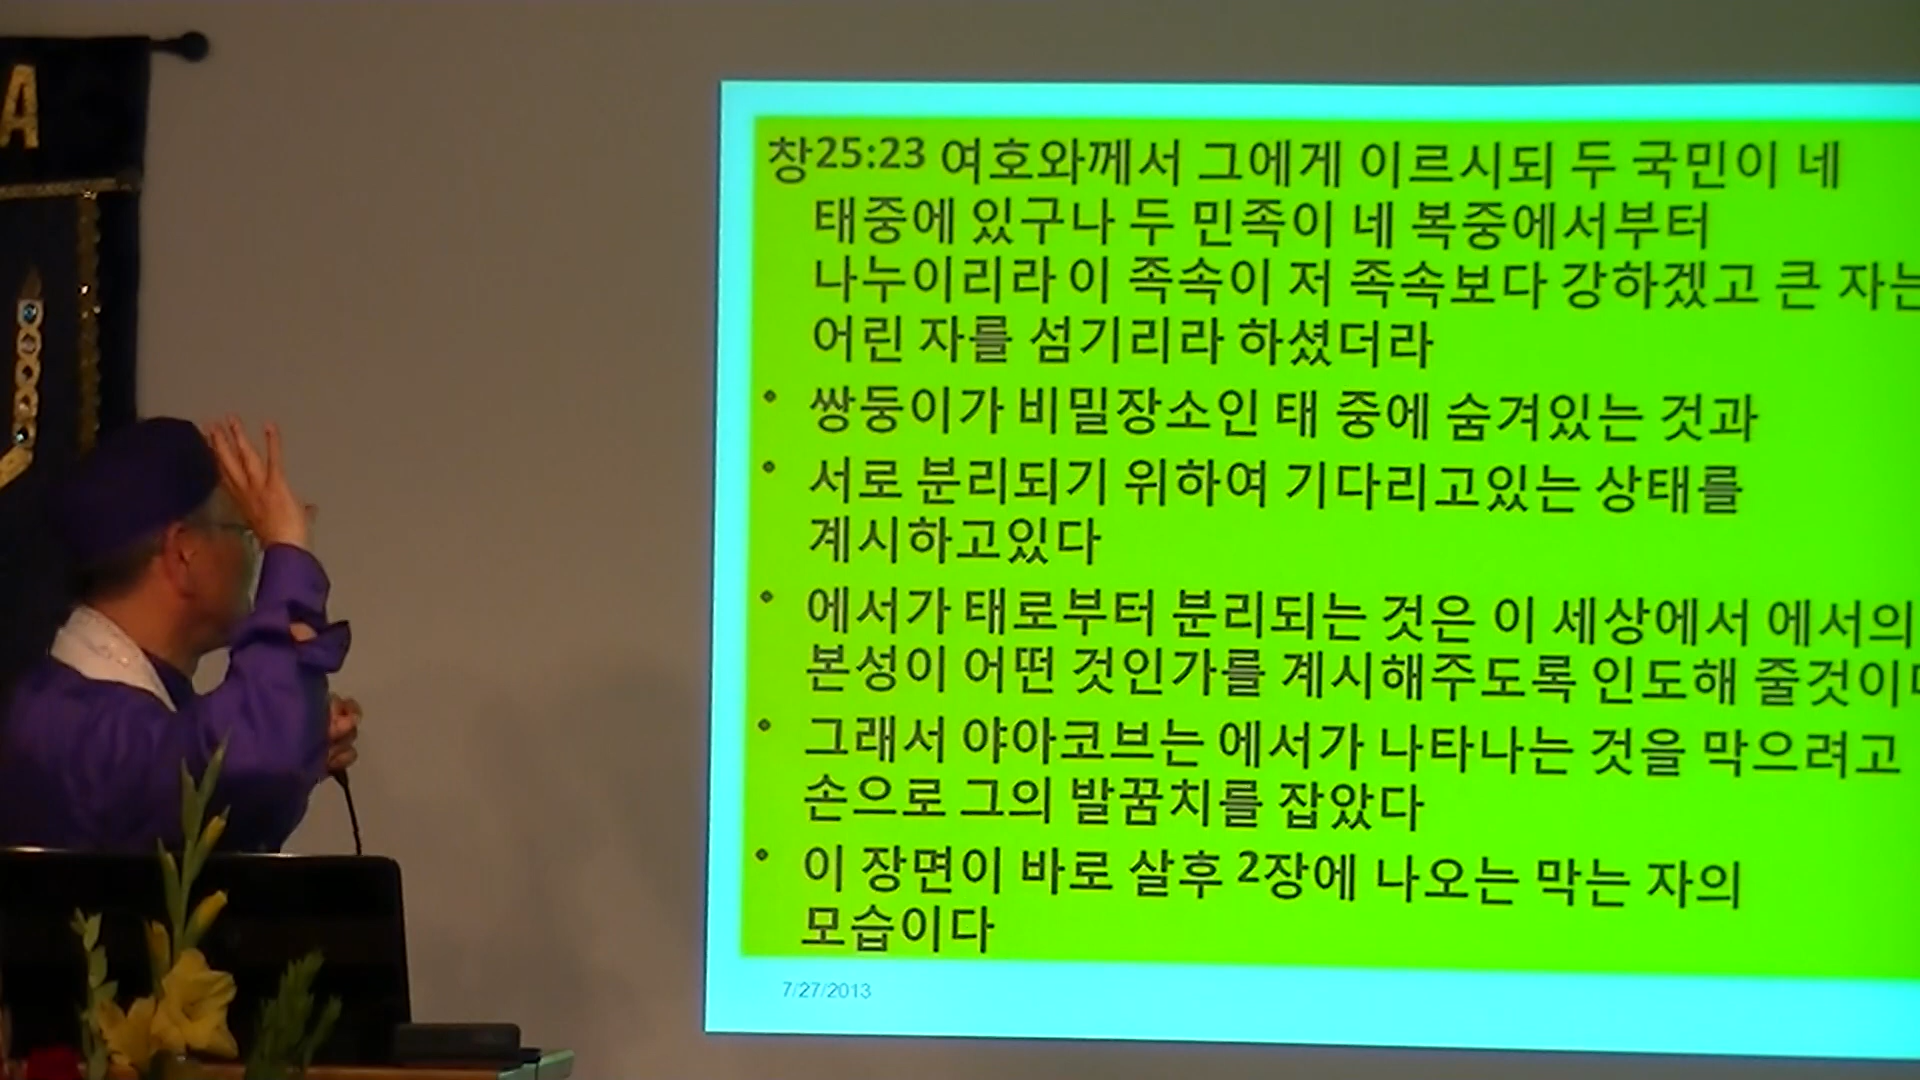 A
창25:23 여호와께서 그에게 이르시되 두 국민이 네
태중에 있구나 두 민족이 네 복중에서부터
나누이리라 이 족속이 저 족속보다 강하겠고 큰 자는
어린 자를 섬기리라 하셨더라
• 쌍둥이가 비밀장소인 태 중에 숨겨있는 것과
• 서로 분리되기 위하여 기다리고있는 상태를
계시하고있다
• 에서가 태로부터 분리되는 것은 이 세상에서 에서의
본성이 어떤 것인가를 계시해주도록 인도해 줄것이다
• 그래서 야아코브는 에서가 나타나는 것을 막으려고
손으로 그의 발꿈치를 잡았다
• 이 장면이 바로 살후 2장에 나오는 막는 자의
모습이다
7/27/2013